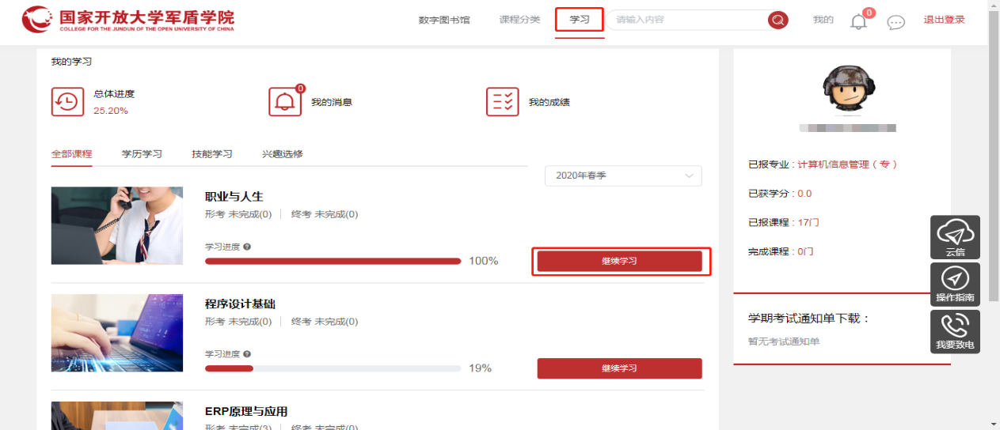 国家开放大学军盾学院
COLLEGE FOR THE JUNDUN OF THE OPEN UNIVERSITY OF CHINA
数字图书馆
课程分类
学习
请输入内容
我的
0
退出登录
我的学习
总体进度
25.20%
0
我的消息
我的成绩
全部课程
学历学习
技能学习
兴趣选修
2020年春季
职业与人生
形考 未完成(0) 终考 未完成(0)
学习进度
100%
继续学习
程序设计基础
形考 未完成(0) 终考 未完成(0)
学习进度
19%
继续学习
ERP原理与应用
形考 未完成(3) 终考 未完成(0)
已报专业 : 计算机信息管理（专）
已获学分 : 0.0
已报课程 : 17门
完成课程 : 0门
学期考试通知单下载：
暂无考试通知单
云信
操作指南
我要致电